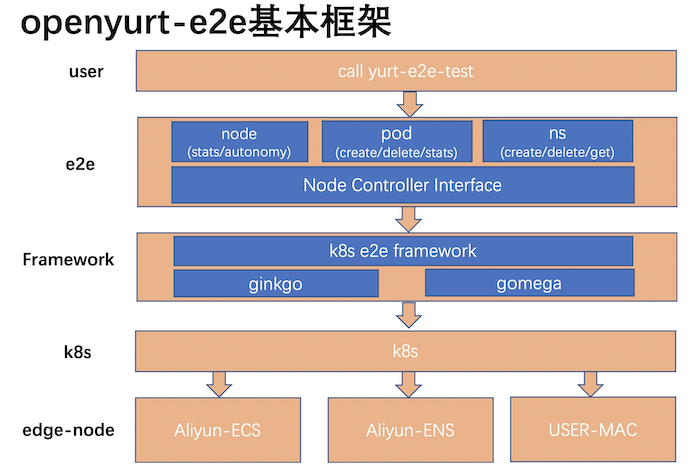 openyurt-e2e基本框架
user
call yurt-e2e-test
e2e
node
(stats/autonomy)
pod
(create/delete/stats)
ns
(create/delete/get)
Node Controller Interface
Framework
k8s e2e framework
ginkgo
gomega
k8s
k8s
edge-node
Aliyun-ECS
Aliyun-ENS
USER-MAC